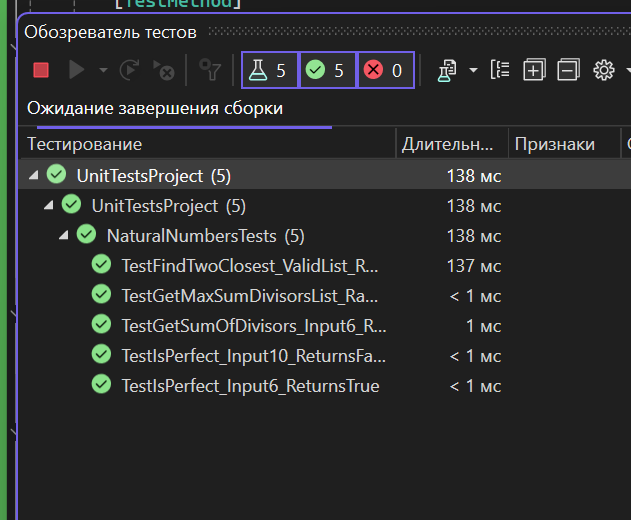 [TestMethod]
Обозреватель тестов
5 5 0
Ожидание завершения сборки
Тестирование Длительн... Признаки
UnitTestsProject (5) 138 мс
UnitTestsProject (5) 138 мс
NaturalNumbersTests (5) 138 мс
TestFindTwoClosest_ValidList_R... 137 мс
TestGetMaxSumDivisorsList_Ra... < 1 мс
TestGetSumOfDivisors_Input6_R... 1 мс
TestIsPerfect_Input10_ReturnsFa... < 1 мс
TestIsPerfect_Input6_ReturnsTrue < 1 мс